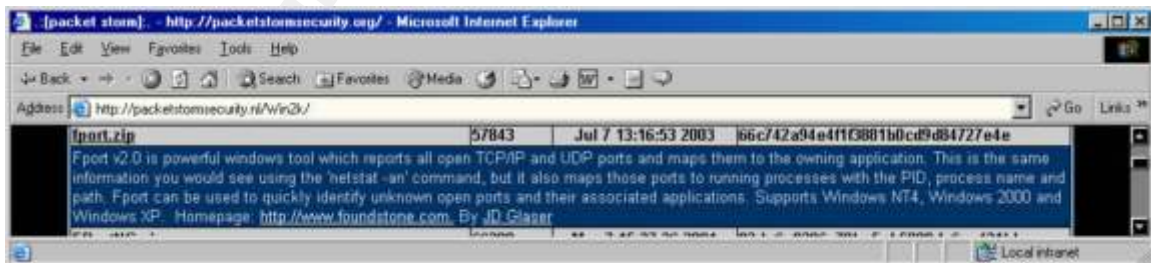 .:[packet storm]:. - http://packetstormsecurity.org/ - Microsoft Internet Explorer
File Edit View Favorites Tools Help
Back Search Favorites Media
Address http://packetstormsecurity.nl/Win2k/ Go Links »
fport.zip 57843 Jul 7 13:16:53 2003
Fport v2.0 is powerful windows tool which reports all open TCP/IP and UDP ports and maps them to the owning application. This is the same
information you would see using the 'netstat -an' command, but it also maps those ports to running processes with the PID, process name and
path. Fport can be used to quickly identify unknown open ports and their associated applications. Supports Windows NT4, Windows 2000 and
Windows XP. Homepage: http://www.foundstone.com. By JD Glaser
Local intranet